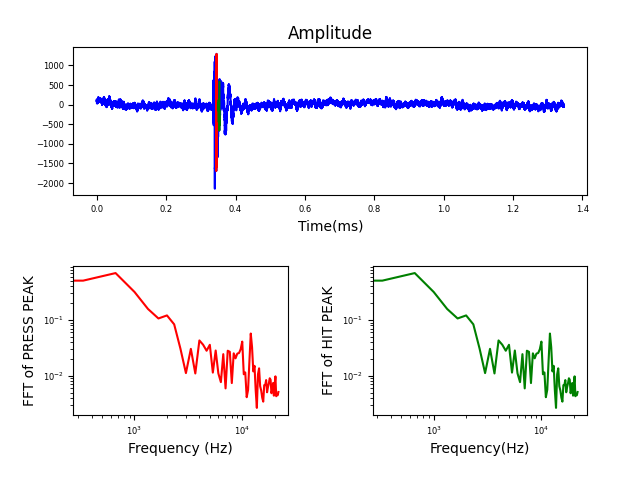 Amplitude
1000
500
0
−500
−1000
−1500
−2000
0.0 0.2 0.4 0.6 0.8 1.0 1.2 1.4
Time(ms)
FFT of PRESS PEAK
10⁻¹
10⁻²
10³ 10⁴
Frequency (Hz)
FFT of HIT PEAK
10⁻¹
10⁻²
10³ 10⁴
Frequency(Hz)